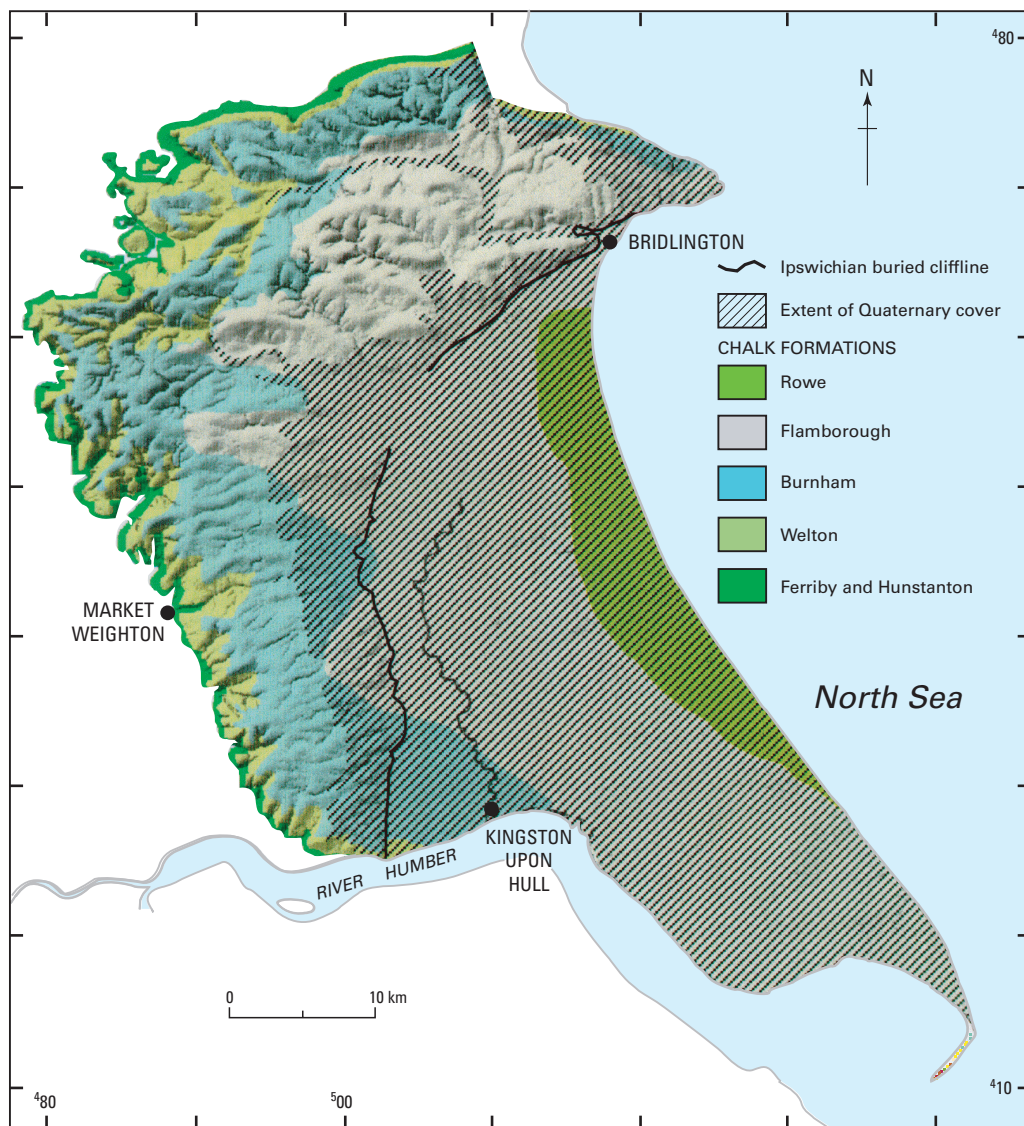 ⁴80
N
BRIDLINGTON
Ipswichian buried cliffline
Extent of Quaternary cover
CHALK FORMATIONS
Rowe
Flamborough
Burnham
Welton
Ferriby and Hunstanton
MARKET
WEIGHTON
North Sea
KINGSTON
UPON
HULL
RIVER HUMBER
0 10 km
⁴80
⁵00
⁴10